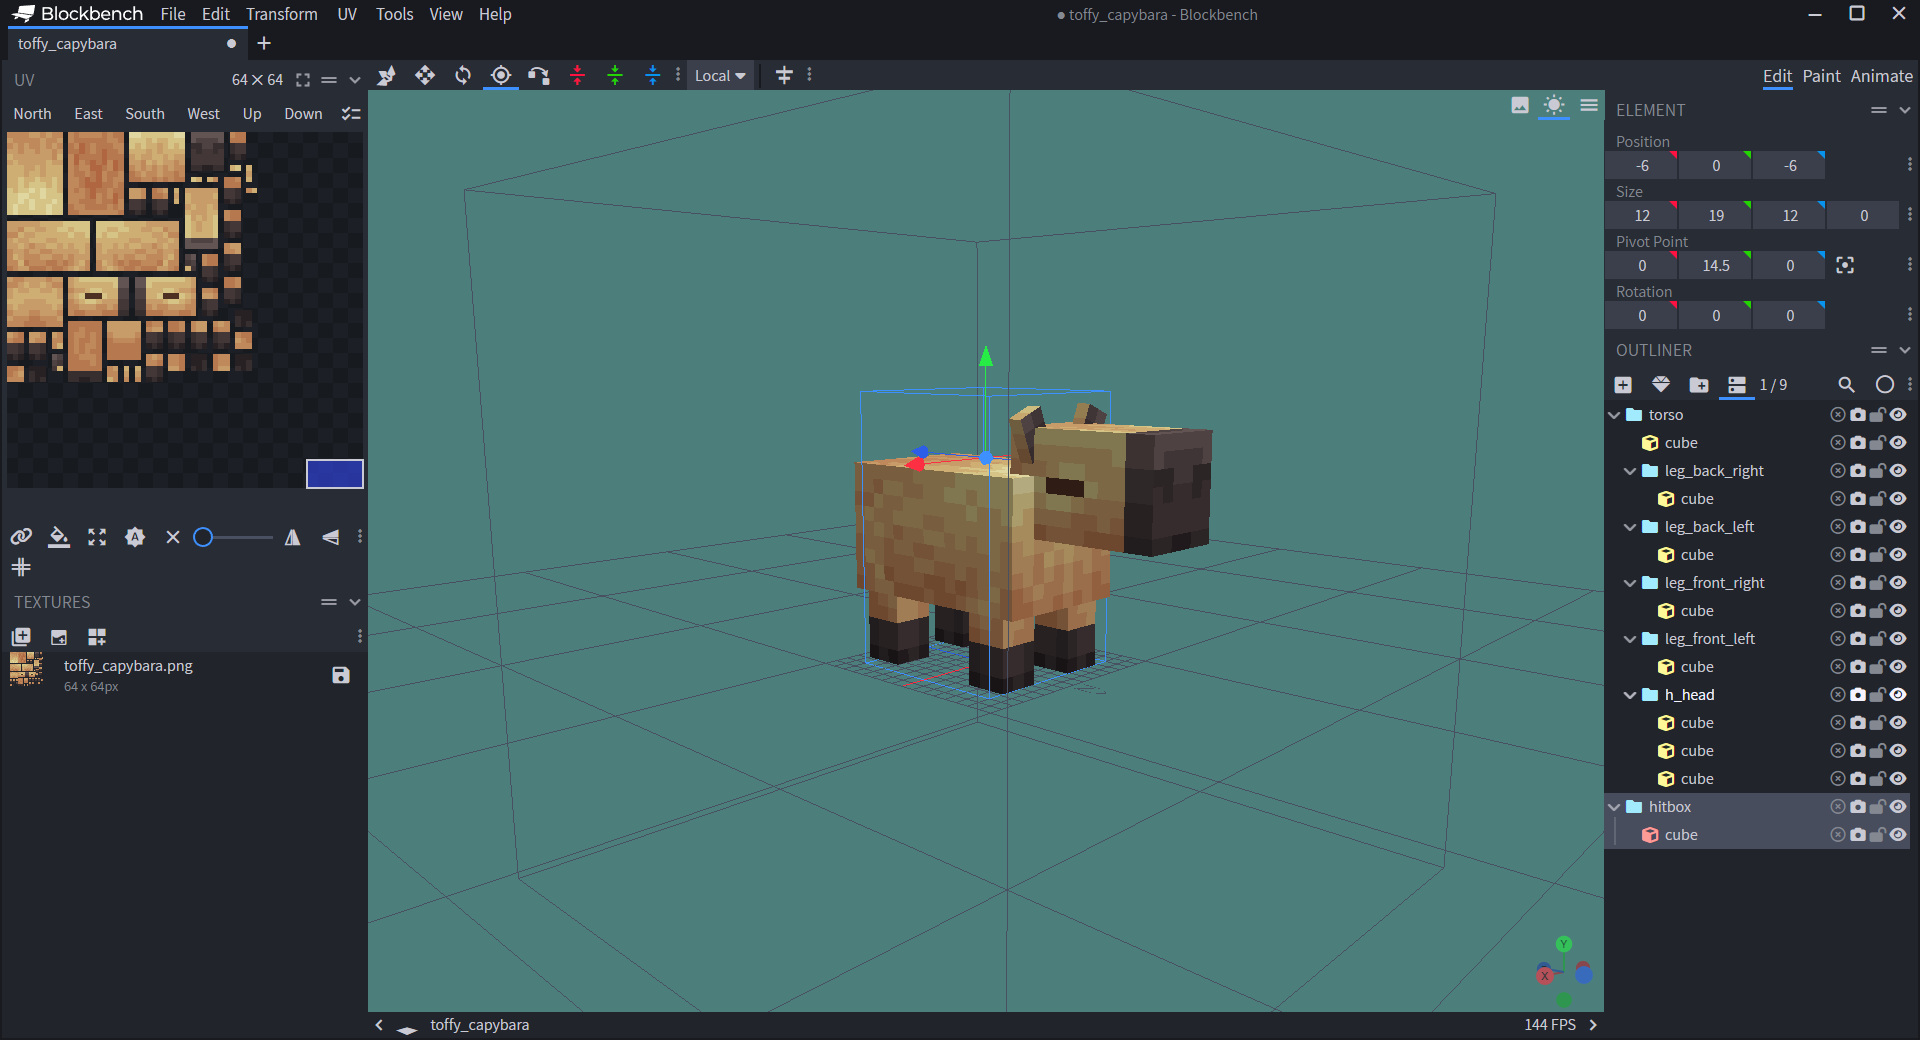 Blockbench File Edit Transform UV Tools View Help
● toffy_capybara - Blockbench
toffy_capybara
UV 64×64
North East South West Up Down
Local
Edit Paint Animate
ELEMENT
Position
-6 0 -6
Size
12 19 12 0
Pivot Point
0 14.5 0
Rotation
0 0 0
OUTLINER
1 / 9
torso
cube
leg_back_right
cube
leg_back_left
cube
leg_front_right
cube
leg_front_left
cube
h_head
cube
cube
cube
hitbox
cube
A
TEXTURES
toffy_capybara.png
64 x 64px
Y
X
toffy_capybara
144 FPS